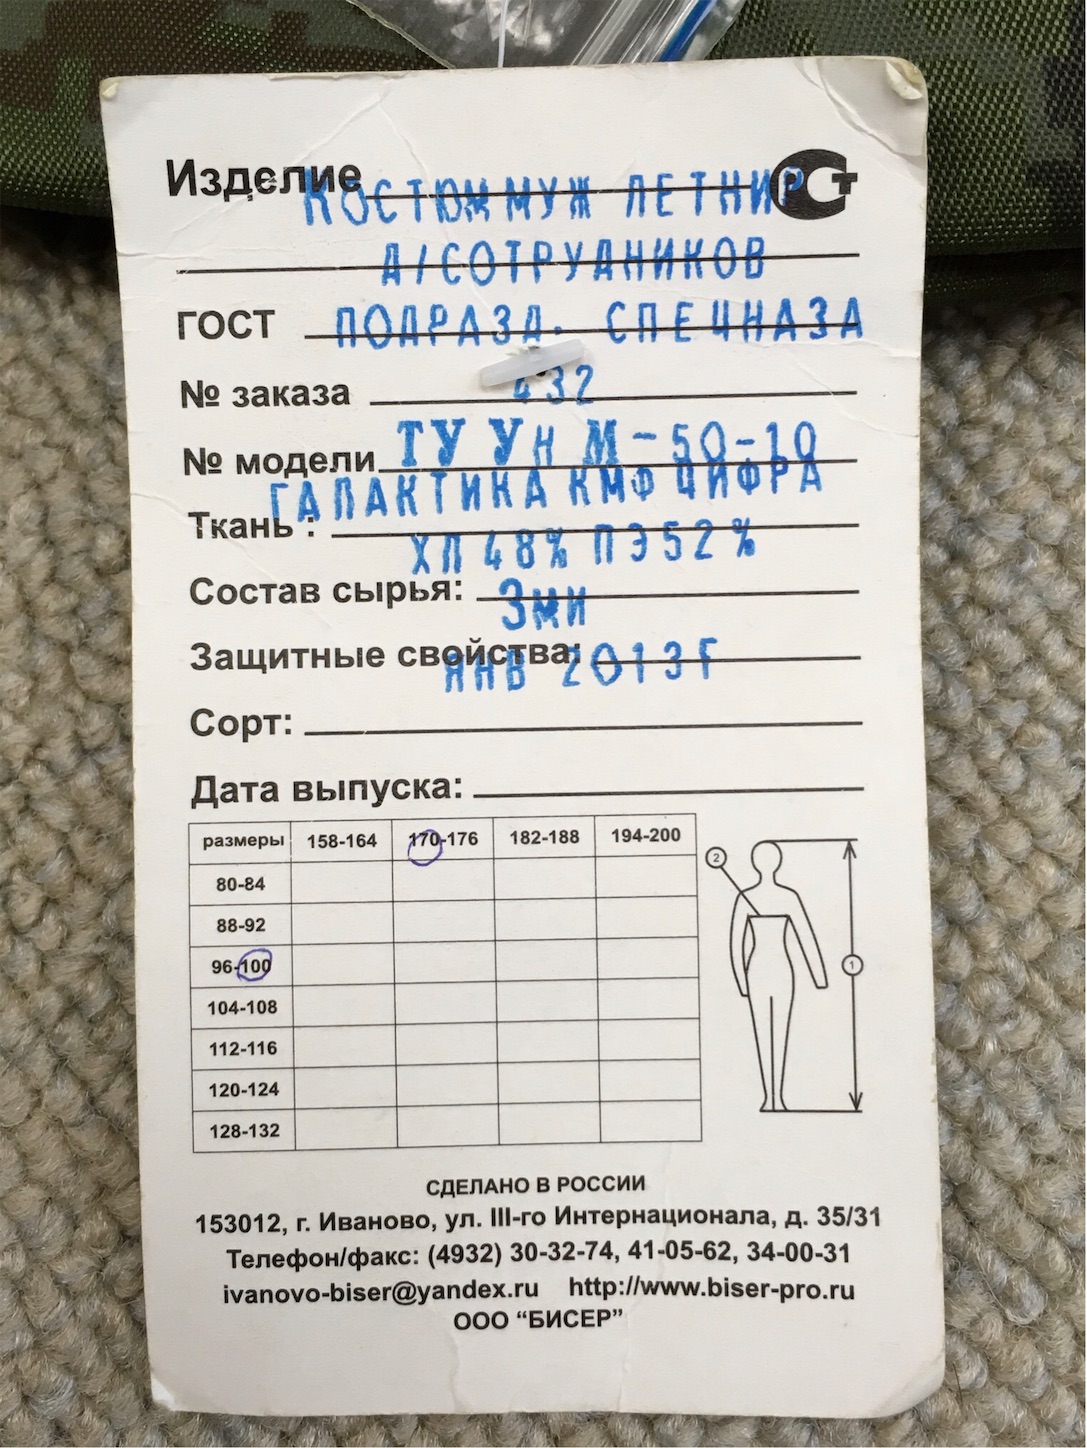 Изделие КОСТЮМ МУЖ ЛЕТНИЙ РСТ
Д/СОТРУДНИКОВ
ГОСТ ПОДРАЗД. СПЕЦНАЗА
№ заказа 432
№ модели ТУ УН М-50-10
ГАЛАКТИКА КМФ ЦИФРА
Ткань :
ХЛ 48% ПЭ 52%
Состав сырья:
Зми
Защитные свойства:
ЯНВ 2013Г
Сорт:
Дата выпуска:
размеры 158-164 170-176 182-188 194-200
80-84
88-92
96-100
104-108
112-116
120-124
128-132
2
1
СДЕЛАНО В РОССИИ
153012, г. Иваново, ул. III-го Интернационала, д. 35/31
Телефон/факс: (4932) 30-32-74, 41-05-62, 34-00-31
ivanovo-biser@yandex.ru http://www.biser-pro.ru
ООО “БИСЕР”